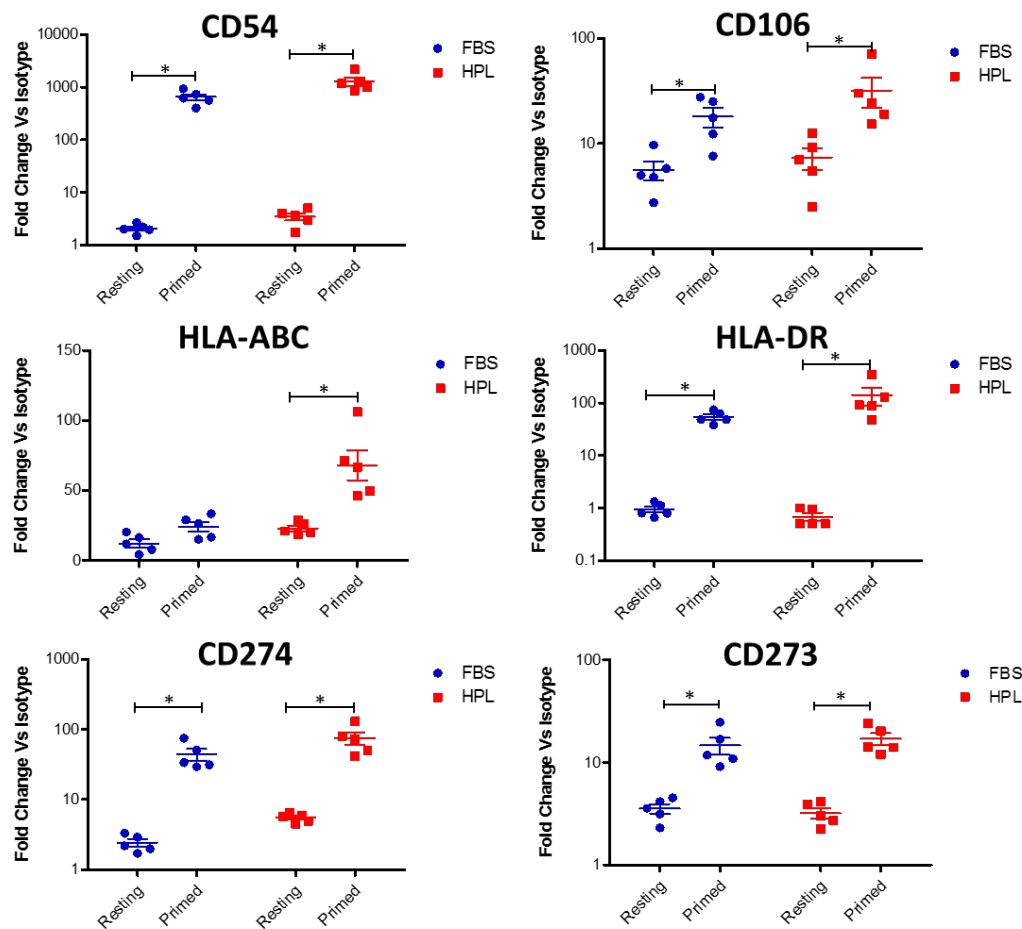 CD54
Fold Change Vs Isotype
10000
1000
100
10
1
*
*
Resting
Primed
Resting
Primed
FBS
HPL
CD106
Fold Change Vs Isotype
100
10
1
*
*
Resting
Primed
Resting
Primed
FBS
HPL
HLA-ABC
Fold Change Vs Isotype
150
100
50
0
*
Resting
Primed
Resting
Primed
FBS
HPL
HLA-DR
Fold Change Vs Isotype
1000
100
10
1
0.1
*
*
Resting
Primed
Resting
Primed
FBS
HPL
CD274
Fold Change Vs Isotype
1000
100
10
1
*
*
Resting
Primed
Resting
Primed
FBS
HPL
CD273
Fold Change Vs Isotype
100
10
1
*
*
Resting
Primed
Resting
Primed
FBS
HPL